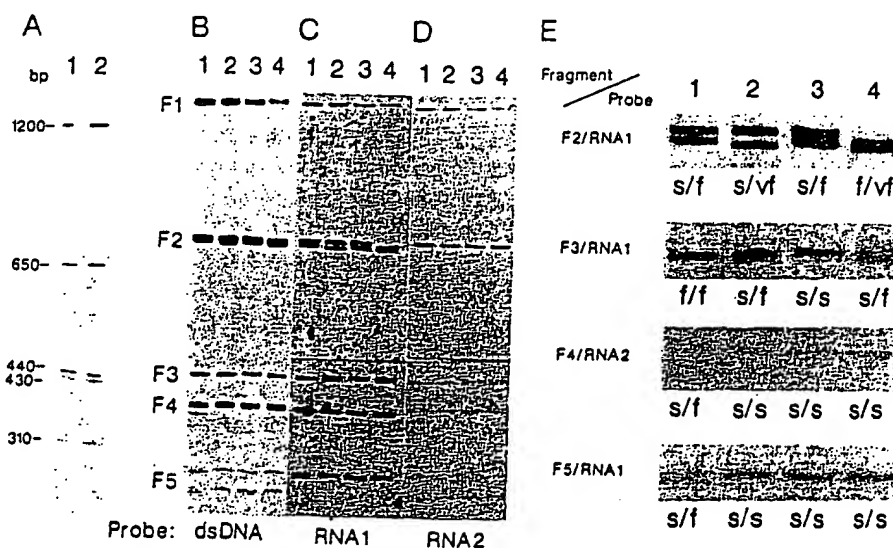 A
B
C
D
E
bp
1 2
1 2 3 4
1 2 3 4
1 2 3 4
Fragment
Probe
1 2 3 4
1200
650
440
430
310
F1
F2
F3
F4
F5
Probe: dsDNA RNA1 RNA2
F2/RNA1
s/f s/vf s/f f/vf
F3/RNA1
f/f s/f s/s s/f
F4/RNA2
s/f s/s s/s s/s
F5/RNA1
s/f s/s s/s s/s